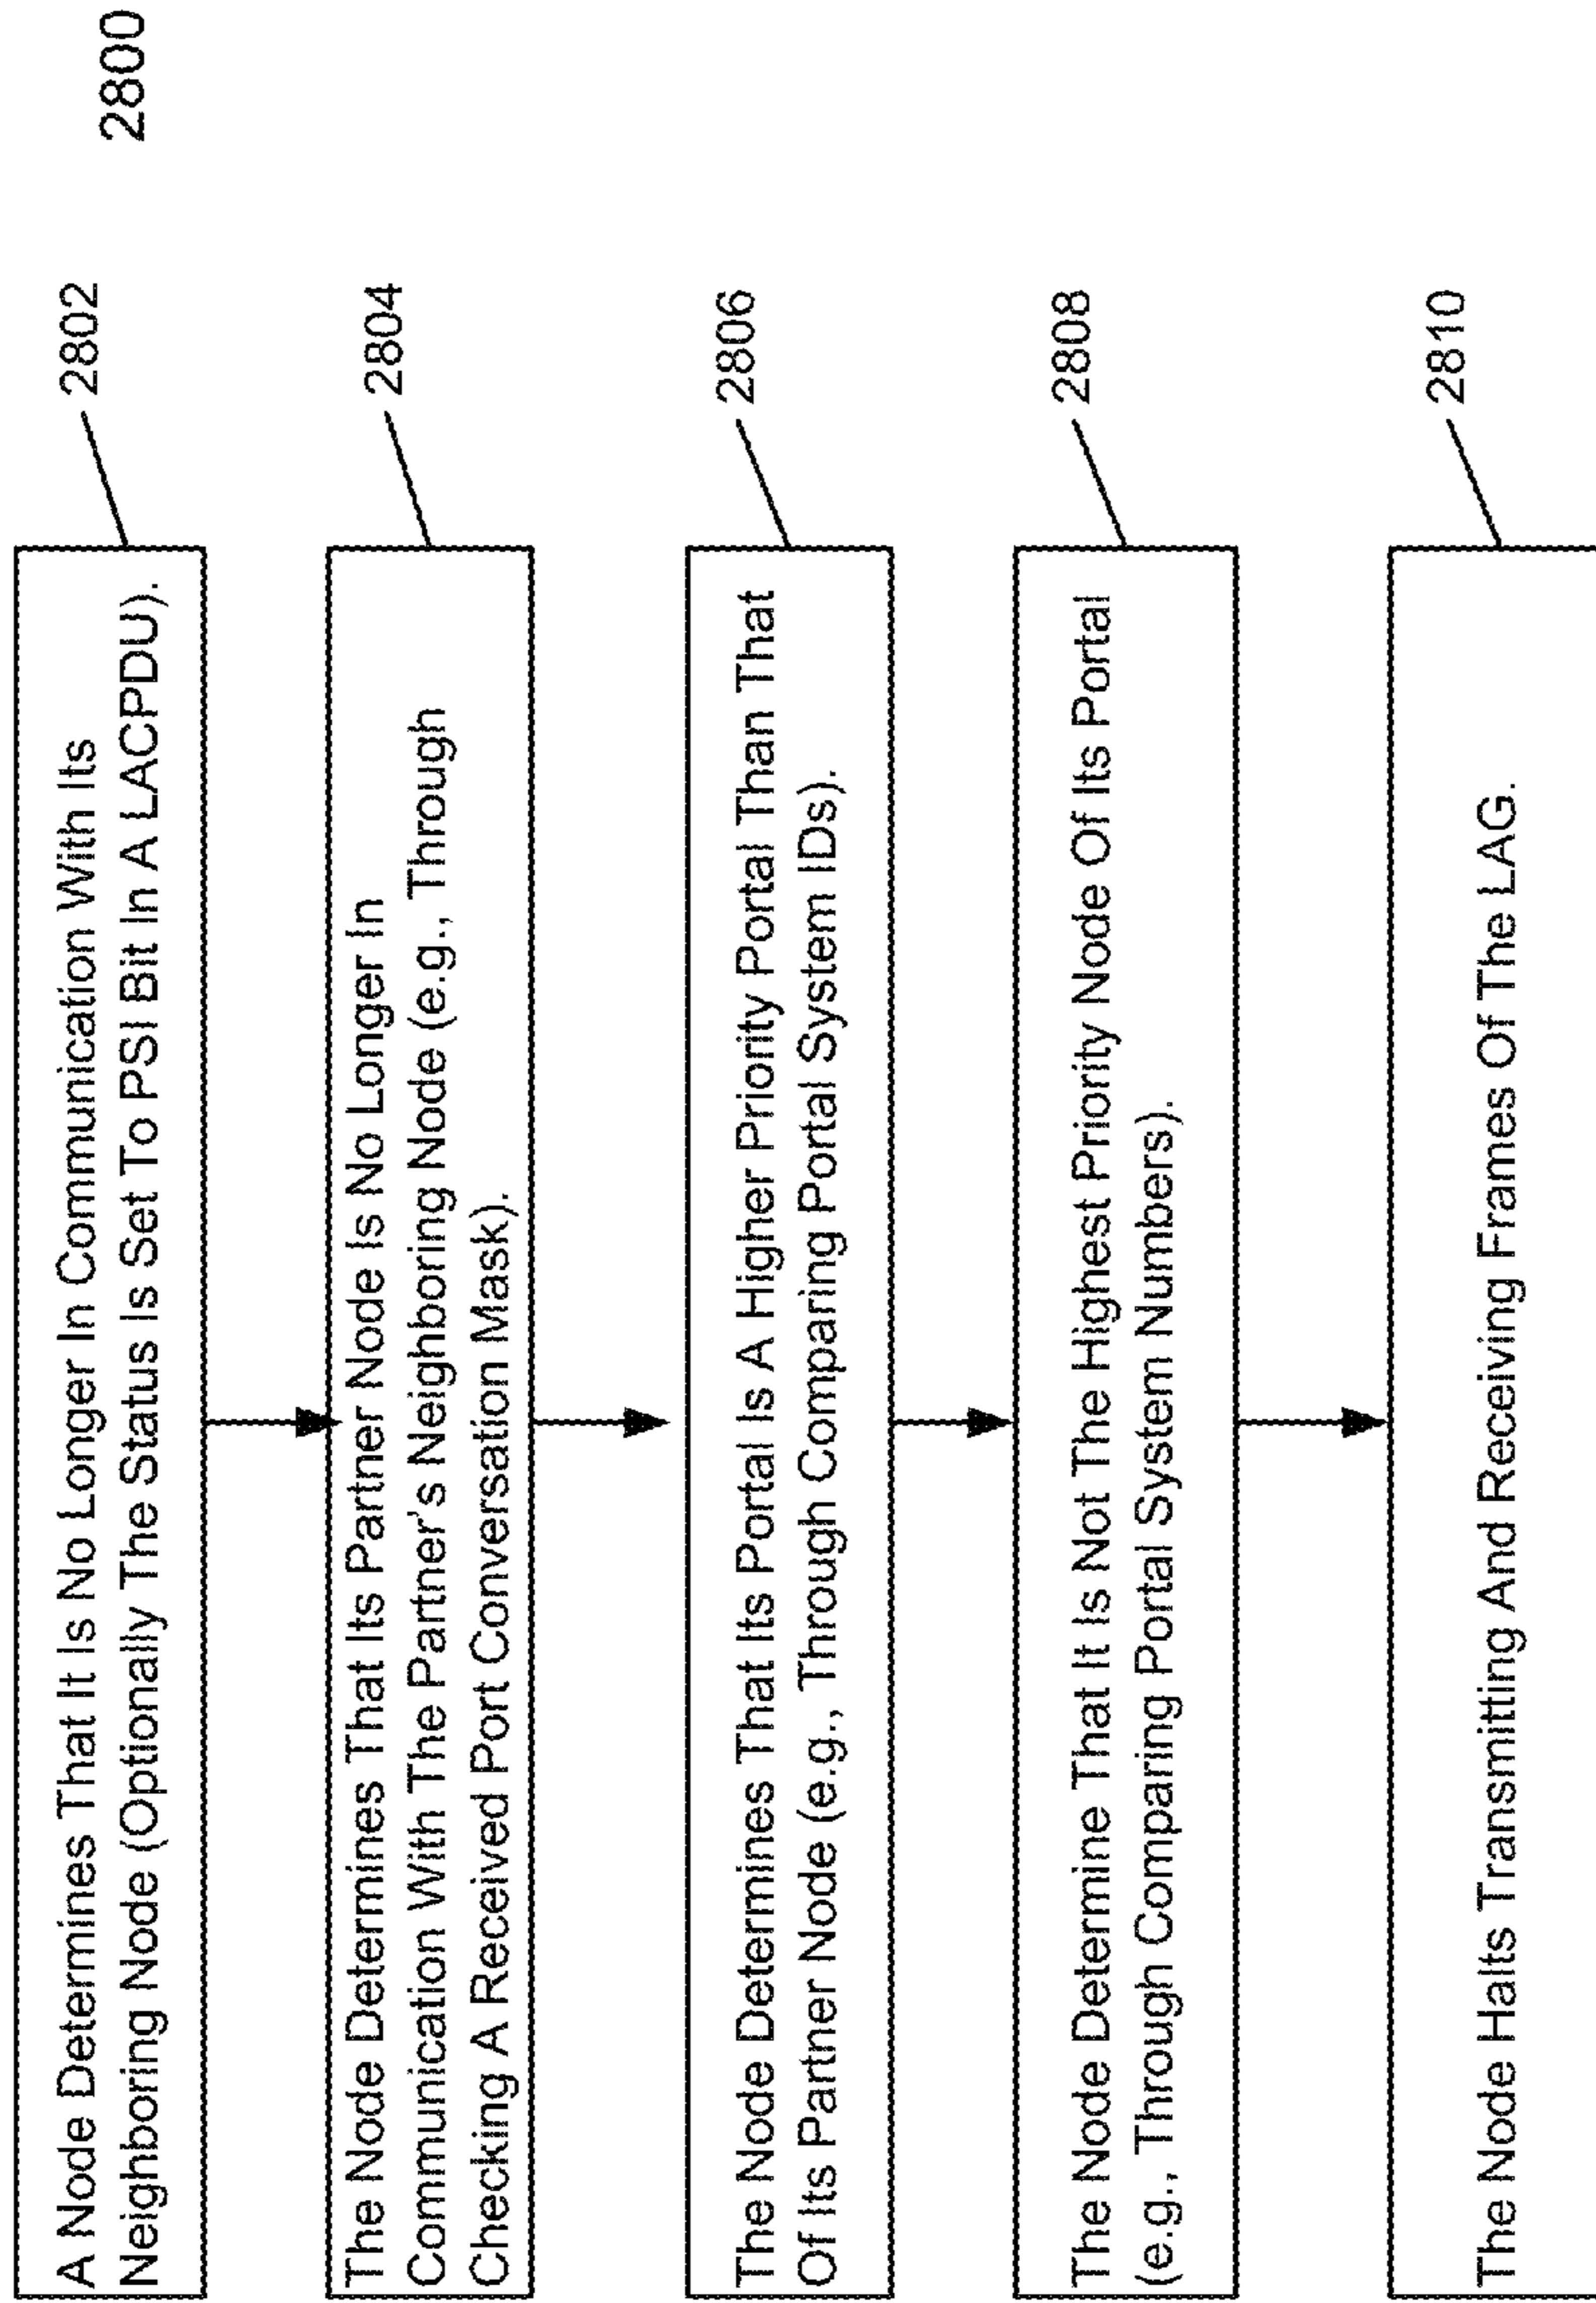 2800
A Node Determines That It Is No Longer In Communication With Its
Neighboring Node (Optionally The Status Is Set To PSI Bit In A LACPDU).
2802
The Node Determines That Its Partner Node Is No Longer In
Communication With The Partner's Neighboring Node (e.g., Through
Checking A Received Port Conversation Mask).
2804
The Node Determines That Its Portal Is A Higher Priority Portal Than That
Of Its Partner Node (e.g., Through Comparing Portal System IDs).
2806
The Node Determine That It Is Not The Highest Priority Node Of Its Portal
(e.g., Through Comparing Portal System Numbers).
2808
The Node Halts Transmitting And Receiving Frames Of The LAG.
2810